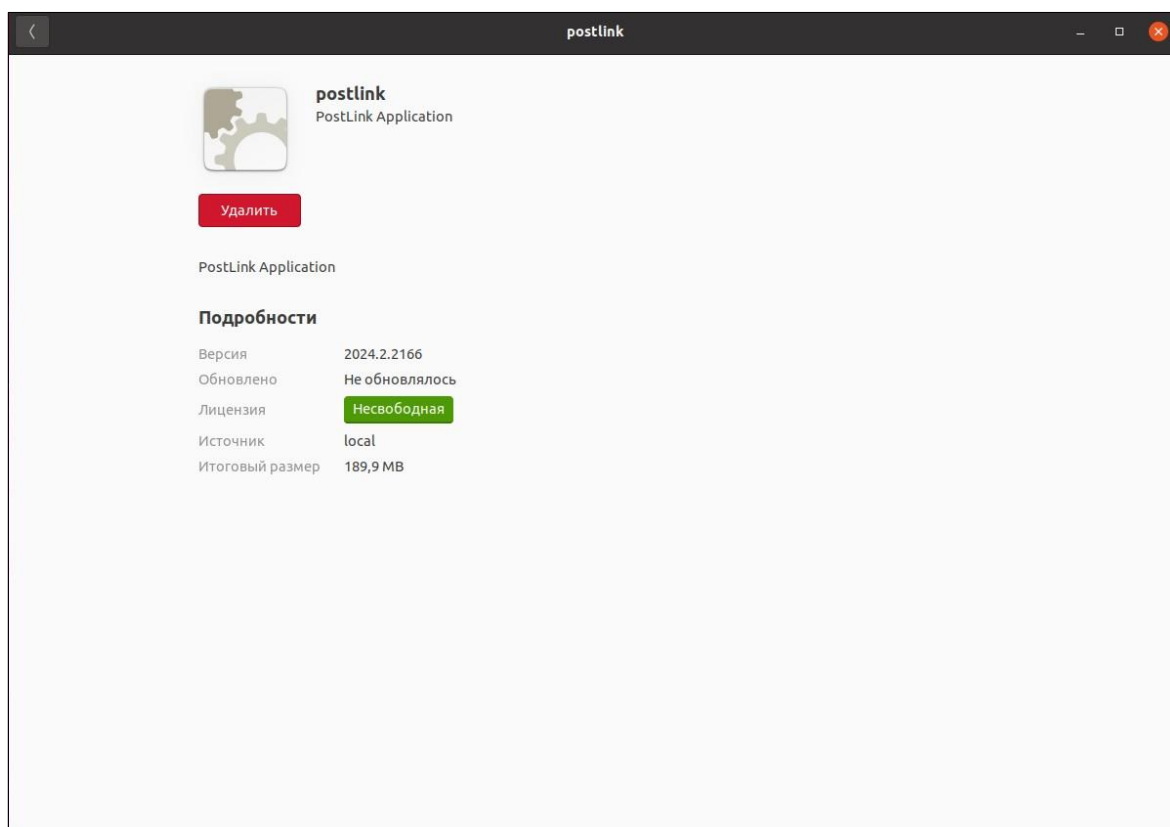 postlink
postlink
PostLink Application
Удалить
PostLink Application
Подробности
Версия 2024.2.2166
Обновлено Не обновлялось
Лицензия Несвободная
Источник local
Итоговый размер 189,9 MB